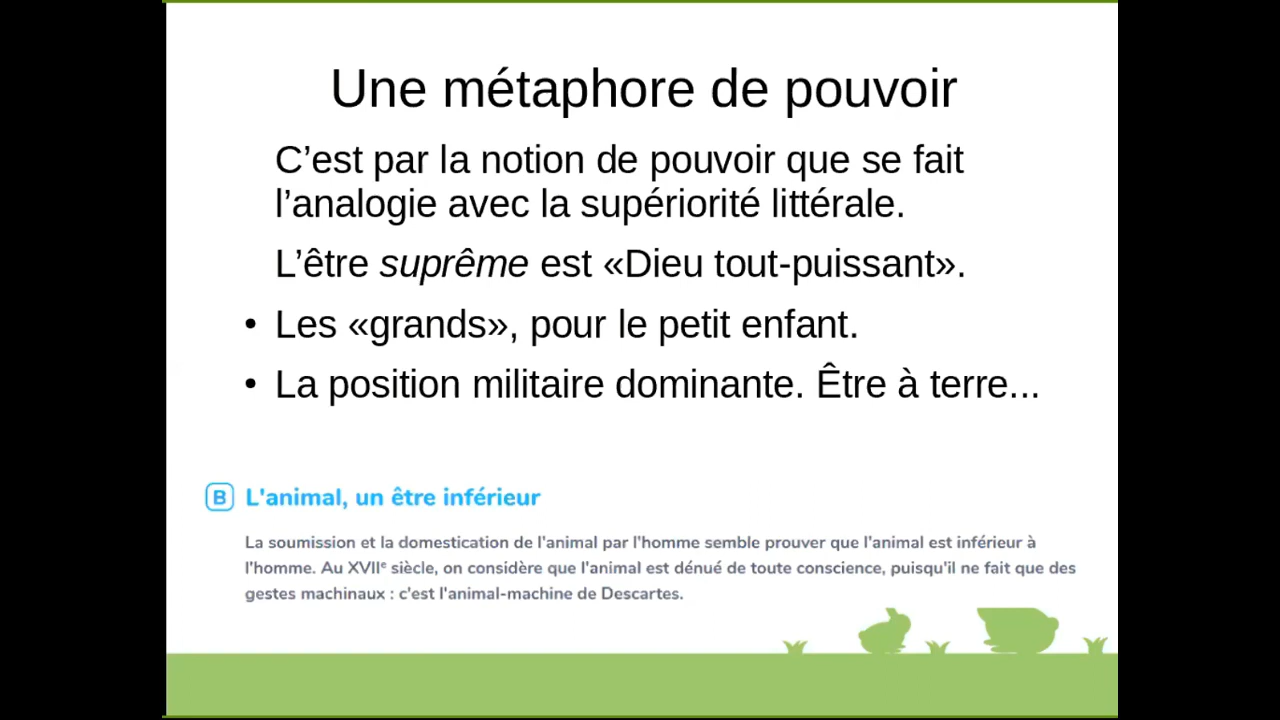 Une métaphore de pouvoir
C’est par la notion de pouvoir que se fait
l’analogie avec la supériorité littérale.
L’être suprême est «Dieu tout-puissant».
• Les «grands», pour le petit enfant.
• La position militaire dominante. Être à terre...
B L'animal, un être inférieur
La soumission et la domestication de l'animal par l'homme semble prouver que l'animal est inférieur à
l'homme. Au XVIIe siècle, on considère que l'animal est dénué de toute conscience, puisqu'il ne fait que des
gestes machinaux : c'est l'animal-machine de Descartes.